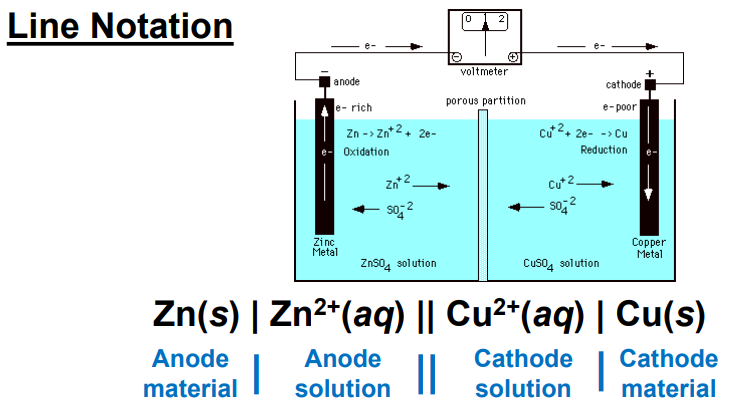 Line Notation
0 2
e- e-
− +
voltmeter
− anode
cathode +
porous partition
e- rich
e-poor
Zn -> Zn+2 + 2e-
Cu+2 + 2e- -> Cu
e- Oxidation
Reduction e-
Zn+2
Cu+2
SO4-2
SO4-2
Zinc
Metal
Copper
Metal
ZnSO4 solution
CuSO4 solution
Zn(s) | Zn2+(aq) || Cu2+(aq) | Cu(s)
Anode material | Anode solution || Cathode solution | Cathode material